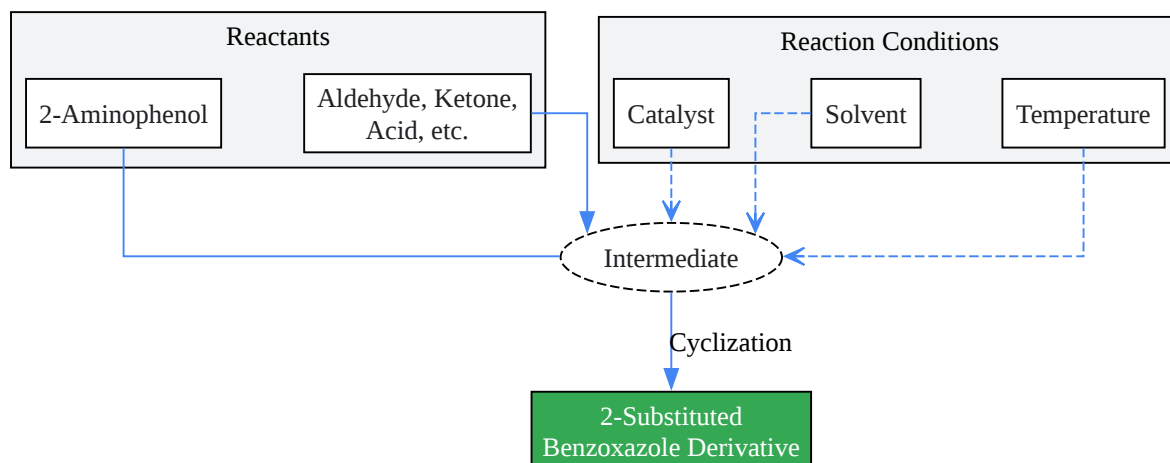 Reactants
2-Aminophenol
Aldehyde, Ketone,
Acid, etc.
Reaction Conditions
Catalyst
Solvent
Temperature
Intermediate
Cyclization
2-Substituted
Benzoxazole Derivative